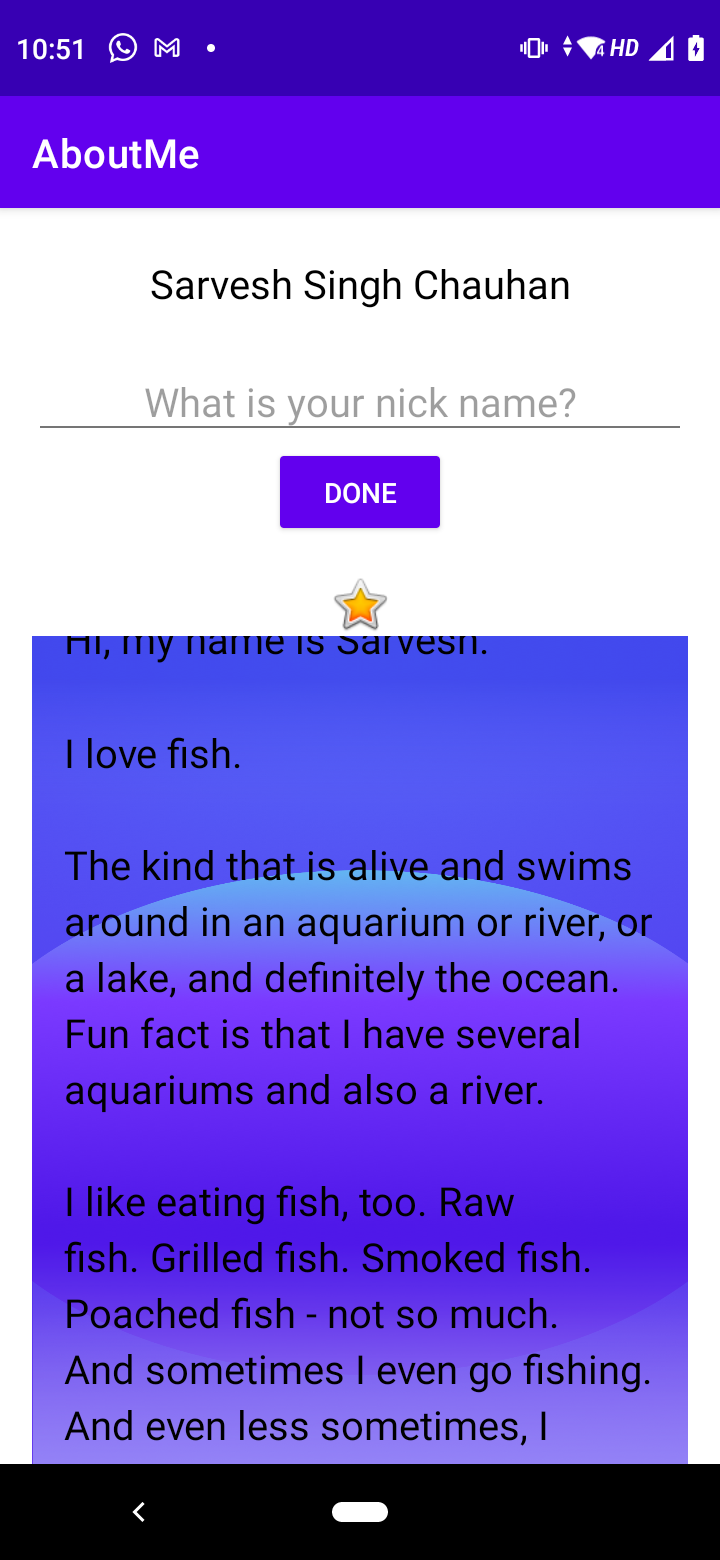 10:51
4 HD
AboutMe
Sarvesh Singh Chauhan
What is your nick name?
DONE
Hi, my name is Sarvesh.
I love fish.
The kind that is alive and swims
around in an aquarium or river, or
a lake, and definitely the ocean.
Fun fact is that I have several
aquariums and also a river.
I like eating fish, too. Raw
fish. Grilled fish. Smoked fish.
Poached fish - not so much.
And sometimes I even go fishing.
And even less sometimes, I